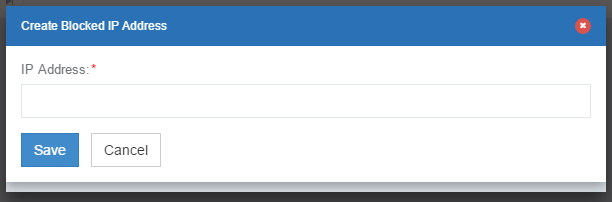 Create Blocked IP Address
IP Address:*
Save Cancel